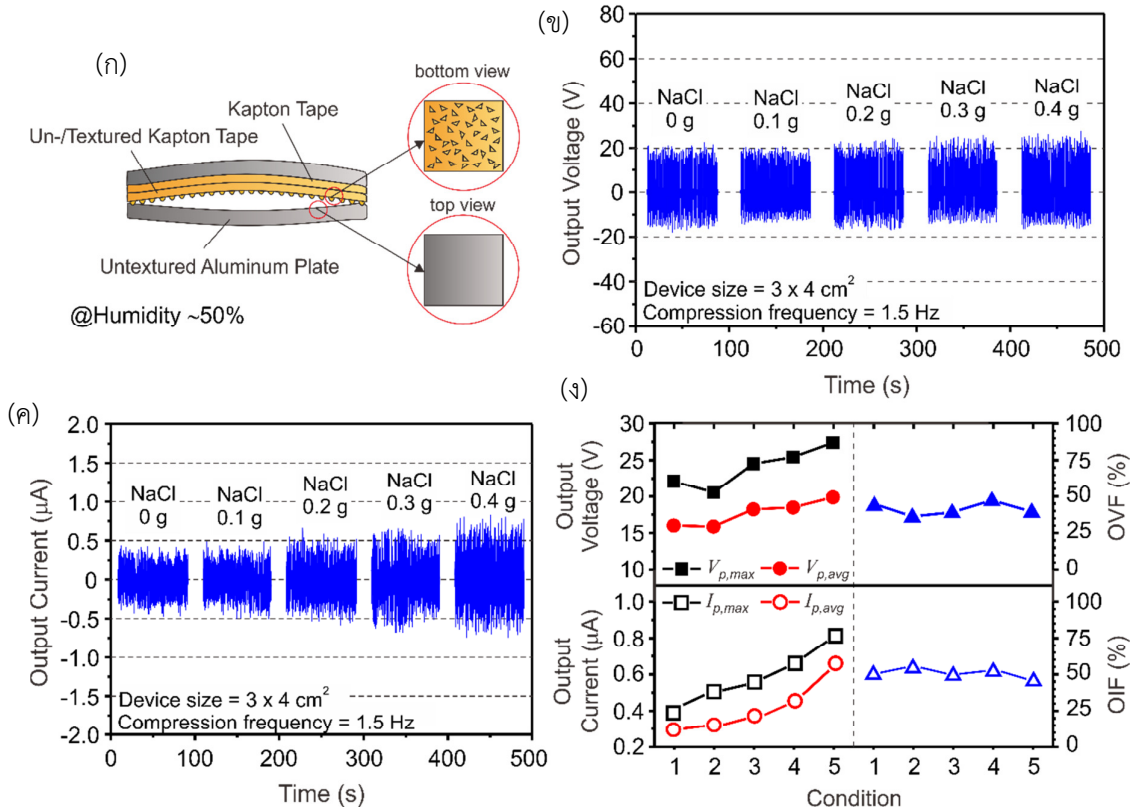 (ก)
bottom view
Kapton Tape
Un-/Textured Kapton Tape
top view
Untextured Aluminum Plate
@Humidity ~50%
(ข)
80
60
40
20
0
-20
-40
-60
Output Voltage (V)
NaCl
0 g
NaCl
0.1 g
NaCl
0.2 g
NaCl
0.3 g
NaCl
0.4 g
Device size = 3 x 4 cm²
Compression frequency = 1.5 Hz
0 100 200 300 400 500
Time (s)
(ค)
2.0
1.5
1.0
0.5
0
-0.5
-1.0
-1.5
-2.0
Output Current (μA)
NaCl
0 g
NaCl
0.1 g
NaCl
0.2 g
NaCl
0.3 g
NaCl
0.4 g
Device size = 3 x 4 cm²
Compression frequency = 1.5 Hz
0 100 200 300 400 500
Time (s)
(ง)
30
25
20
15
10
Output
Voltage (V)
Vp,max Vp,avg
100
75
50
25
0
OVF (%)
1.0
0.8
0.6
0.4
0.2
Output
Current (μA)
Ip,max Ip,avg
100
75
50
25
0
OIF (%)
1 2 3 4 5 1 2 3 4 5
Condition